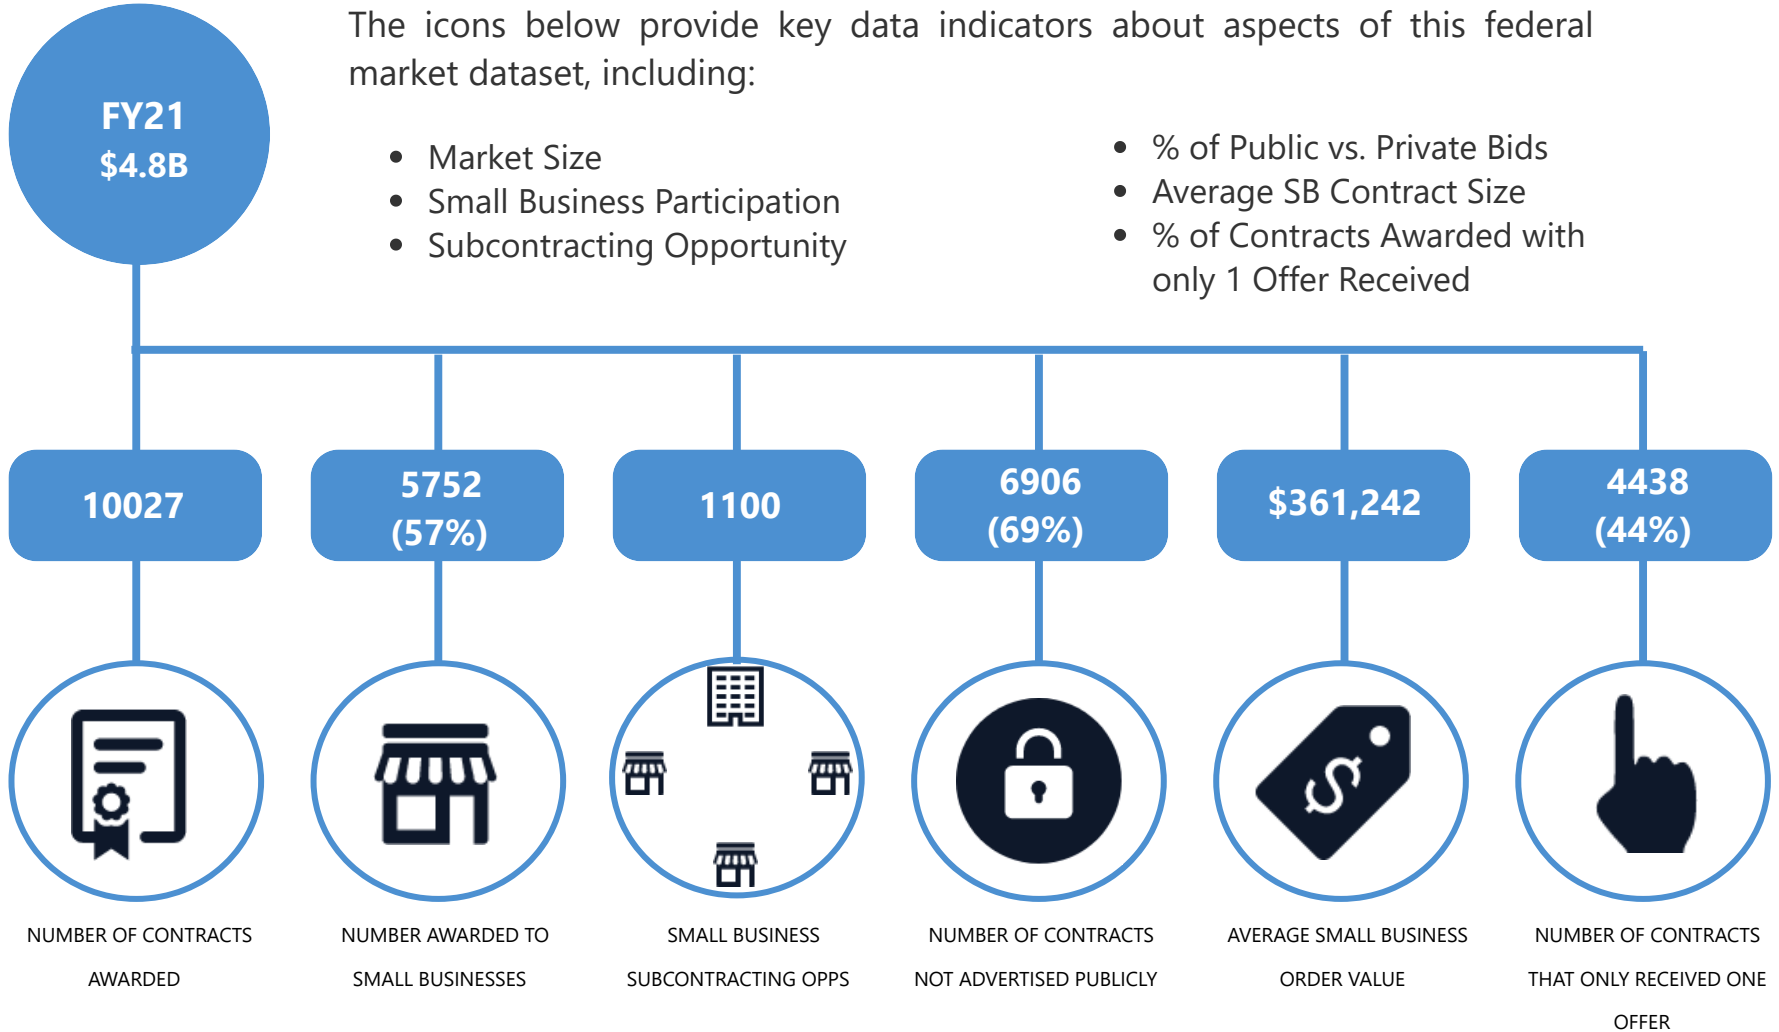 FY21
$4.8B
The icons below provide key data indicators about aspects of this federal
market dataset, including:
• Market Size
• Small Business Participation
• Subcontracting Opportunity
• % of Public vs. Private Bids
• Average SB Contract Size
• % of Contracts Awarded with
only 1 Offer Received
10027
5752
(57%)
1100
6906
(69%)
$361,242
4438
(44%)
NUMBER OF CONTRACTS
AWARDED
NUMBER AWARDED TO
SMALL BUSINESSES
SMALL BUSINESS
SUBCONTRACTING OPPS
NUMBER OF CONTRACTS
NOT ADVERTISED PUBLICLY
AVERAGE SMALL BUSINESS
ORDER VALUE
NUMBER OF CONTRACTS
THAT ONLY RECEIVED ONE
OFFER